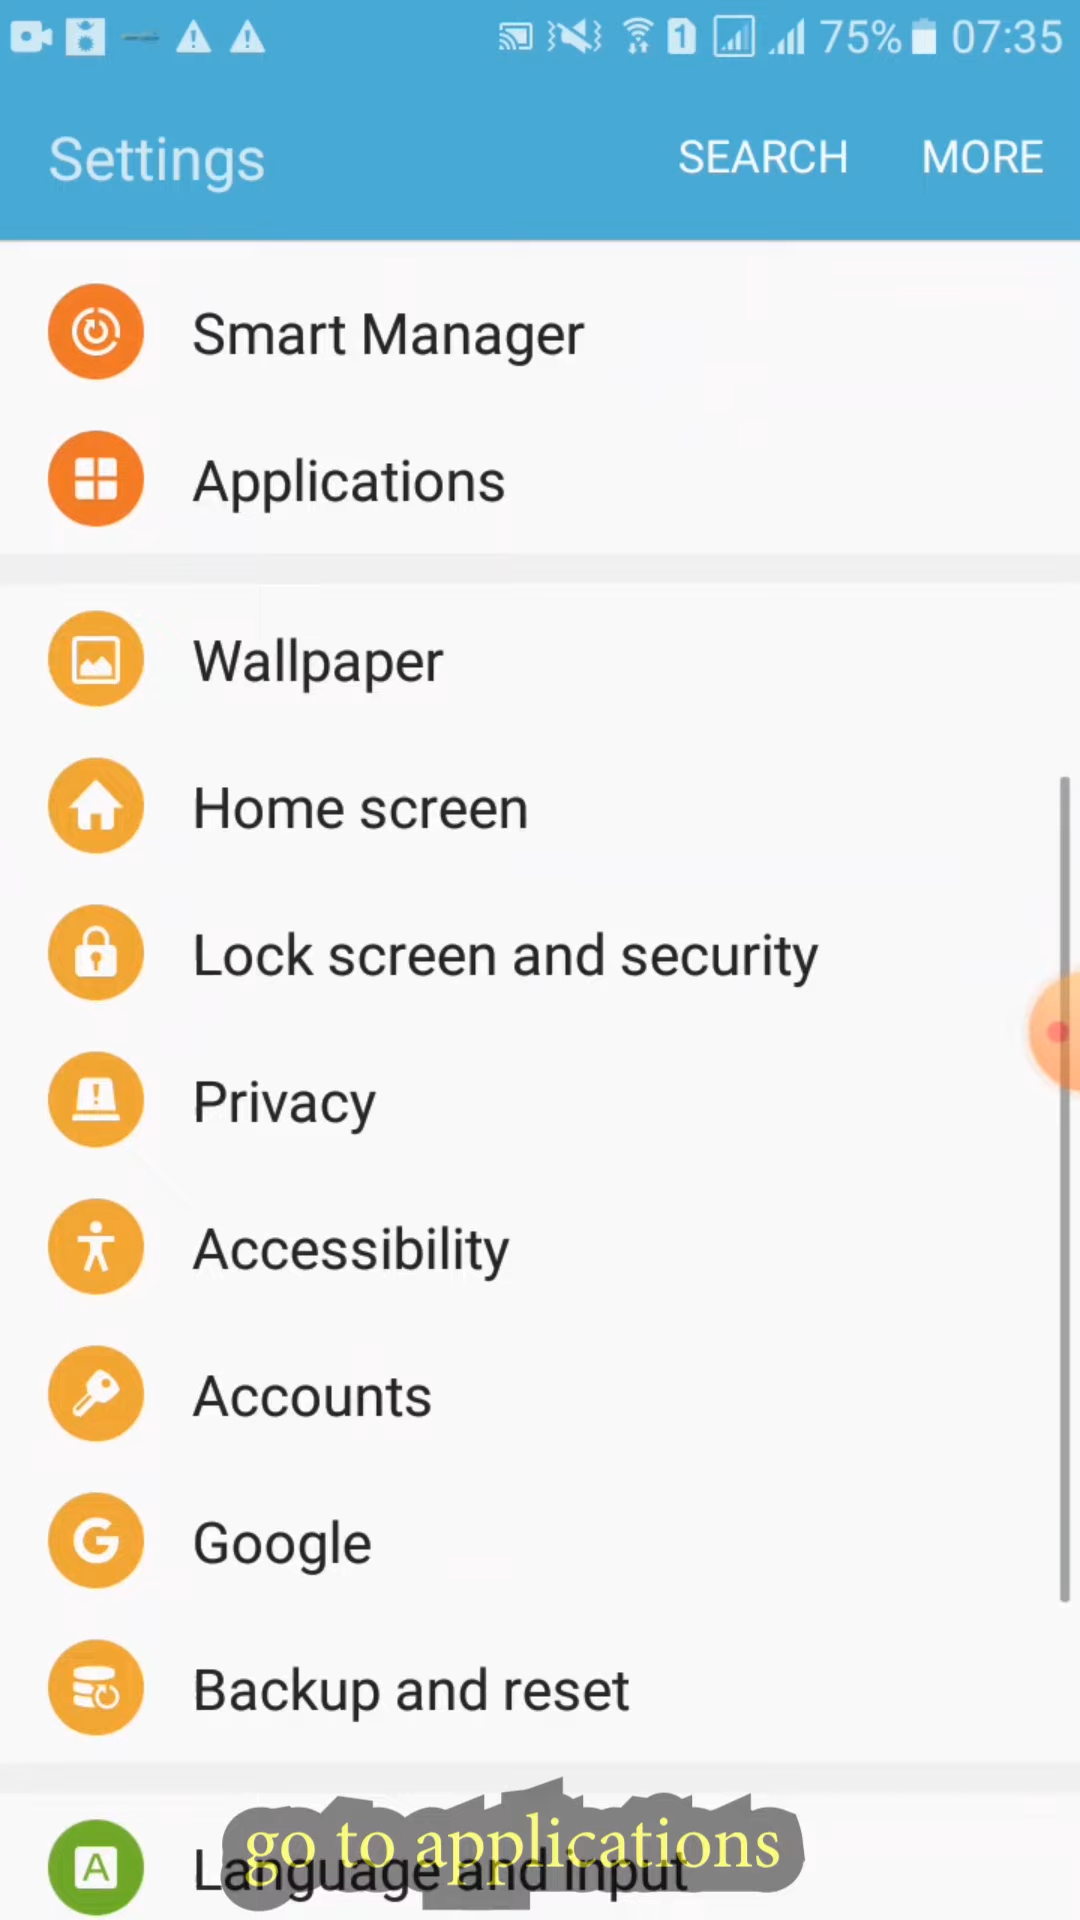 1 75% 07:35
Settings SEARCH MORE
Smart Manager
Applications
Wallpaper
Home screen
Lock screen and security
Privacy
Accessibility
Accounts
G Google
Backup and reset
go to applications
A Language and input